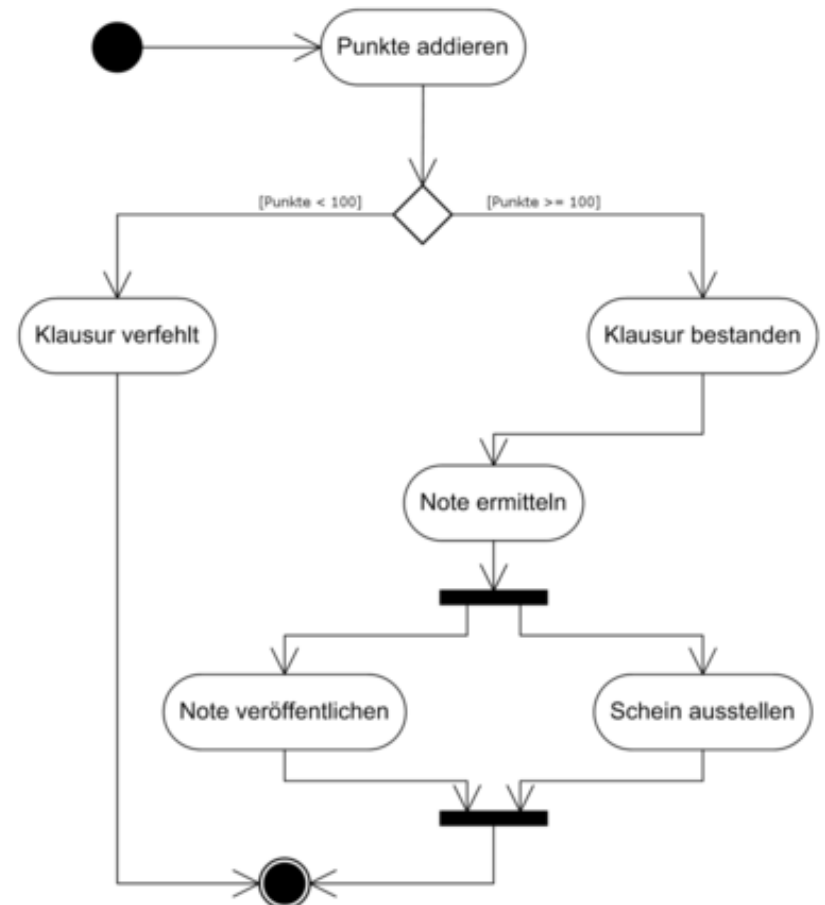 Punkte addieren
[Punkte < 100]
[Punkte >= 100]
Klausur verfehlt
Klausur bestanden
Note ermitteln
Note veröffentlichen
Schein ausstellen